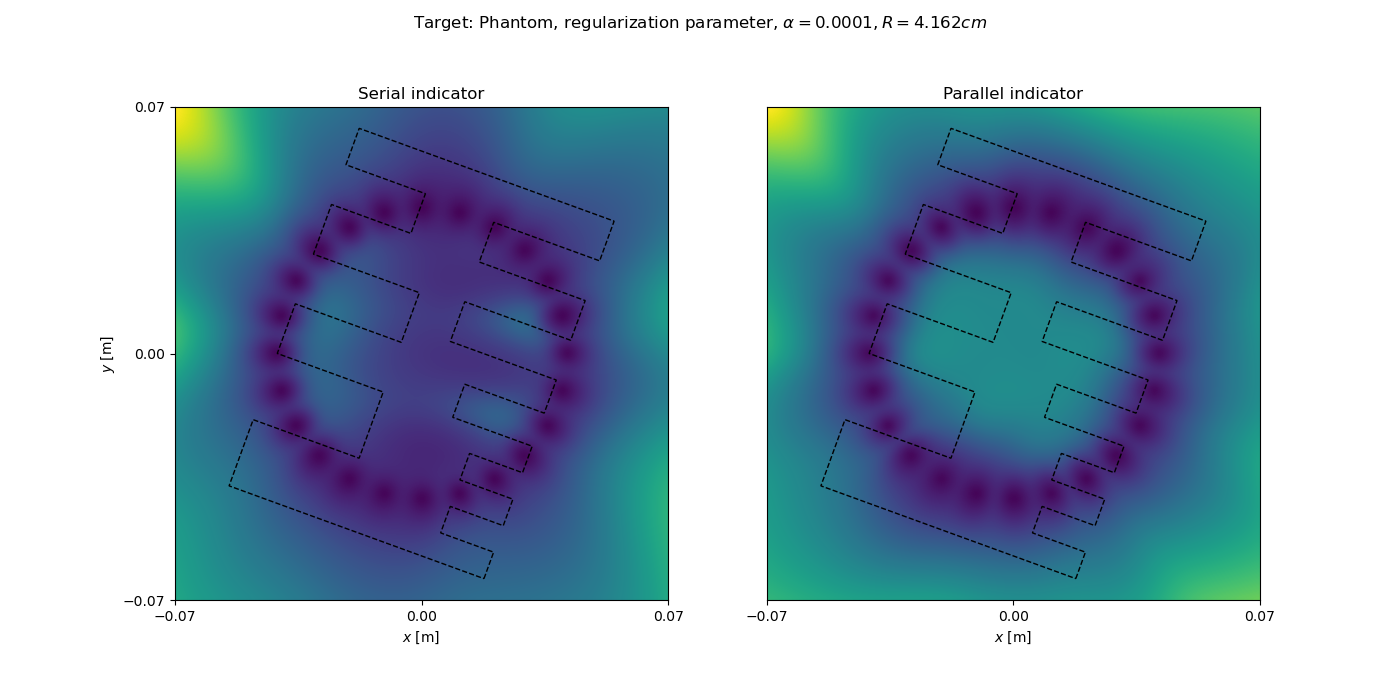 Target: Phantom, regularization parameter, α = 0.0001, R = 4.162cm
Serial indicator
Parallel indicator
0.07
0.00
−0.07
y [m]
−0.07 0.00 0.07
x [m]
−0.07 0.00 0.07
x [m]